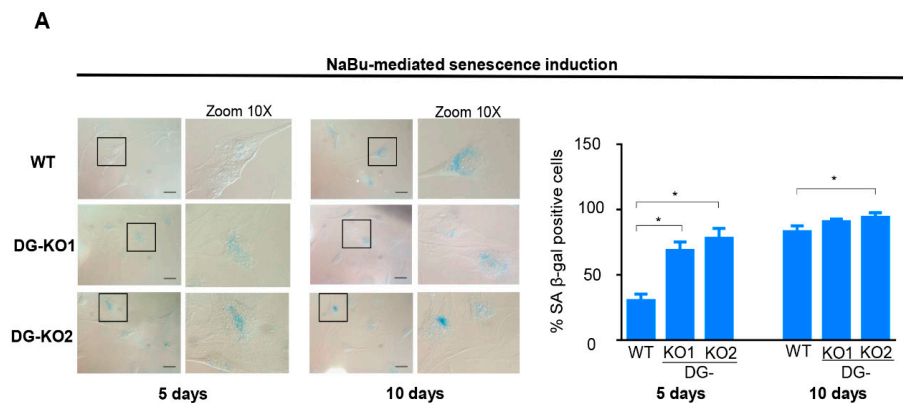 A
NaBu-mediated senescence induction
Zoom 10X
Zoom 10X
WT
DG-KO1
DG-KO2
5 days
10 days
% SA β-gal positive cells
150
100
50
0
*
*
*
WT KO1 KO2
DG-
5 days
WT KO1 KO2
DG-
10 days